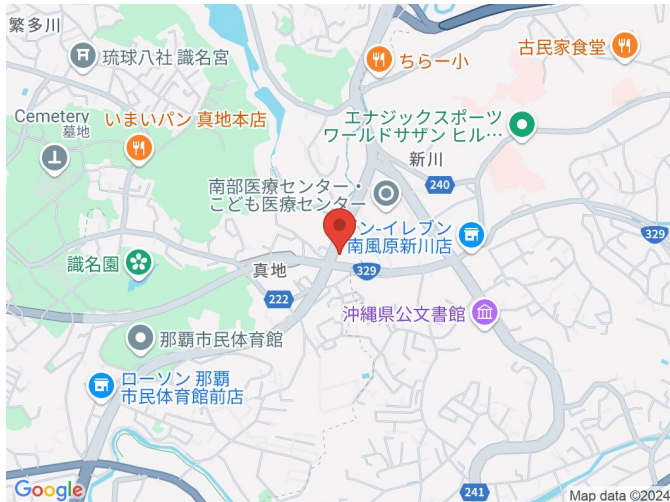 繁多川
琉球八社 識名宮
ちらー小
古民家食堂
Cemetery
墓地
いまいパン 真地本店
エナジックスポーツ
ワールドサザン ヒル…
新川
南部医療センター・
こども医療センター
240
ン-イレブン
南風原新川店
329
識名園
真地
329
222
沖縄県公文書館
那覇市民体育館
ローソン 那覇
市民体育館前店
241
Google
Map data ©2024